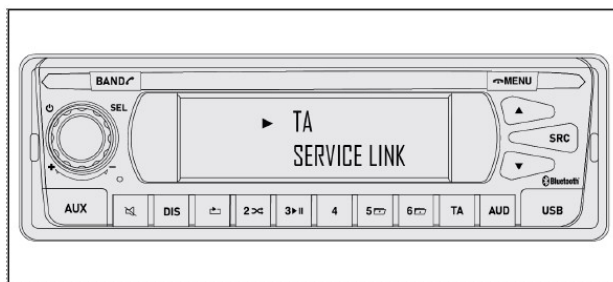 BAND MENU
SEL
TA
SERVICE LINK
SRC
+ -
Bluetooth
AUX DIS 2 3 4 5 6 TA AUD USB